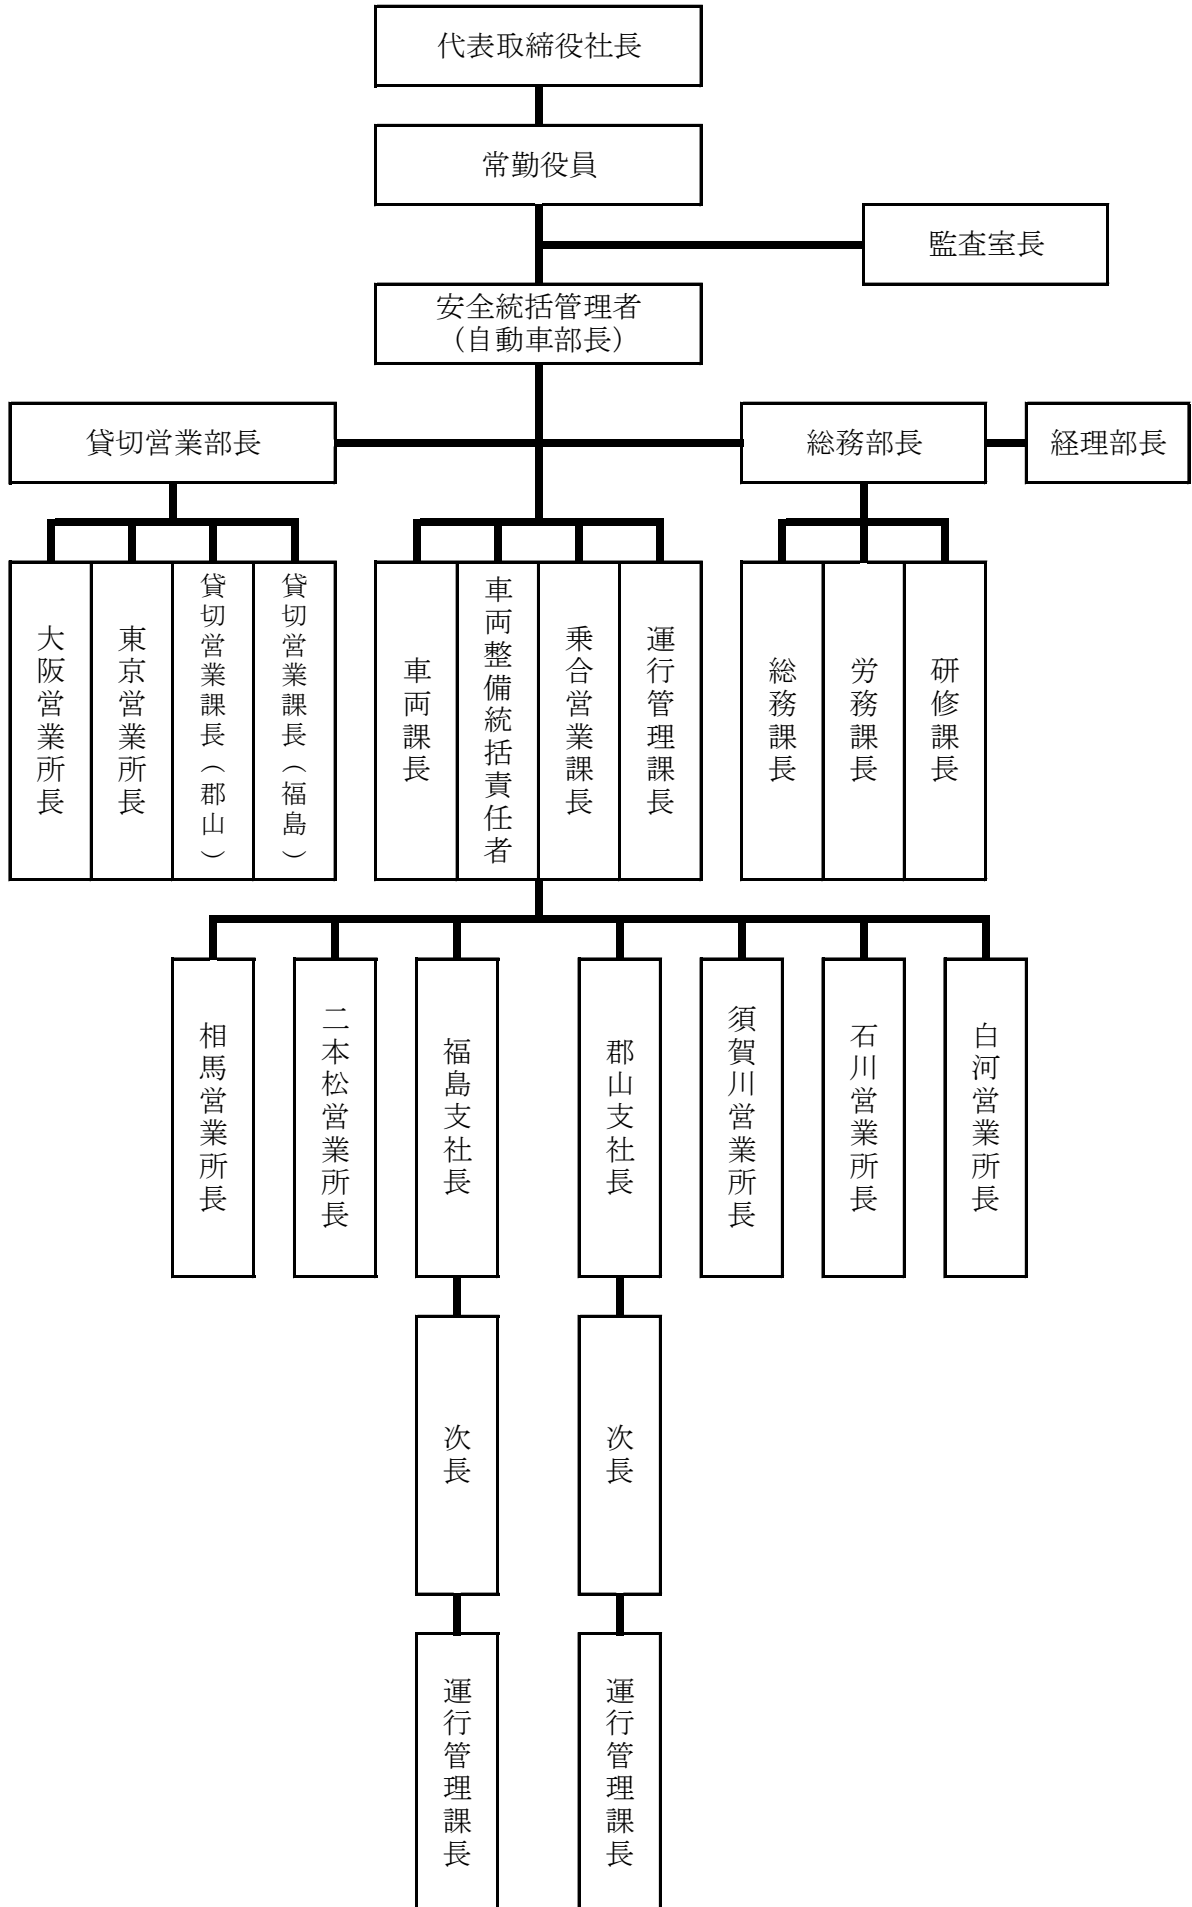 代表取締役社長
常勤役員
監査室長
安全統括管理者
(自動車部長)
貸切営業部長
総務部長
経理部長
大阪営業所長
東京営業所長
貸切営業課長(郡山)
貸切営業課長(福島)
車両課長
車両整備統括責任者
乗合営業課長
運行管理課長
総務課長
労務課長
研修課長
相馬営業所長
二本松営業所長
福島支社長
郡山支社長
須賀川営業所長
石川営業所長
白河営業所長
次長
次長
運行管理課長
運行管理課長